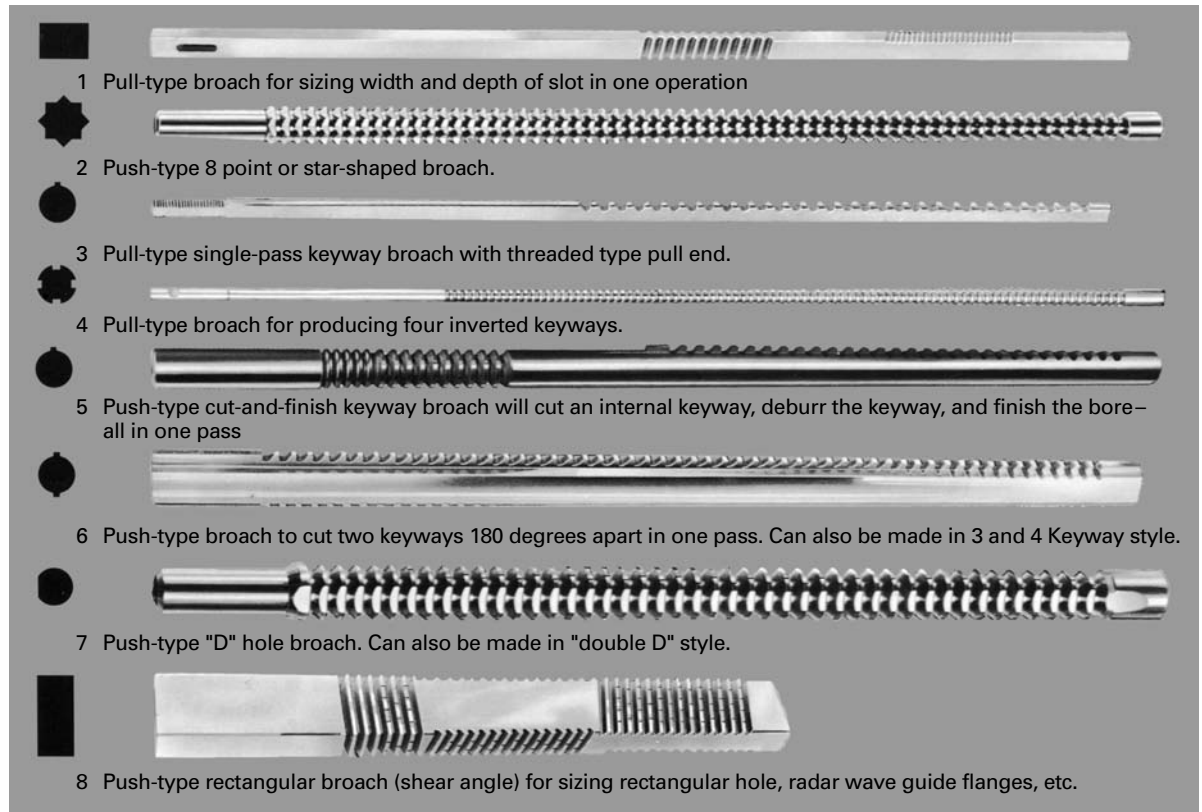 1 Pull-type broach for sizing width and depth of slot in one operation
2 Push-type 8 point or star-shaped broach.
3 Pull-type single-pass keyway broach with threaded type pull end.
4 Pull-type broach for producing four inverted keyways.
5 Push-type cut-and-finish keyway broach will cut an internal keyway, deburr the keyway, and finish the bore–
all in one pass
6 Push-type broach to cut two keyways 180 degrees apart in one pass. Can also be made in 3 and 4 Keyway style.
7 Push-type "D" hole broach. Can also be made in "double D" style.
8 Push-type rectangular broach (shear angle) for sizing rectangular hole, radar wave guide flanges, etc.